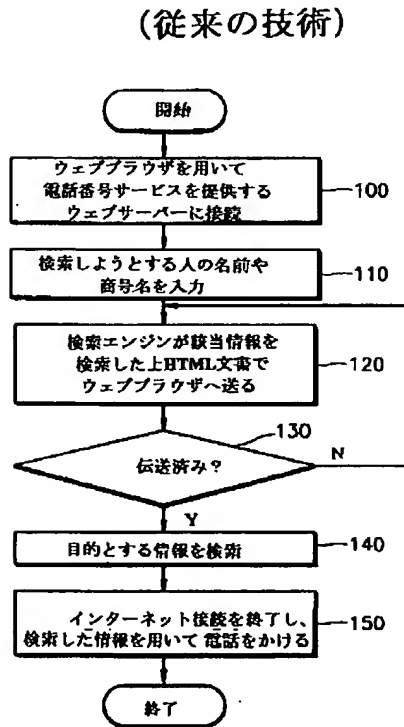 (従来の技術)
開始
ウェブブラウザを用いて
電話番号サービスを提供する
ウェブサーバーに接続
100
検索しようとする人の名前や
商号名を入力
110
検索エンジンが該当情報を
検索した上HTML文書で
ウェブブラウザへ送る
120
130
伝送済み?
N
Y
目的とする情報を検索
140
インターネット接続を終了し、
検索した情報を用いて電話をかける
150
終了